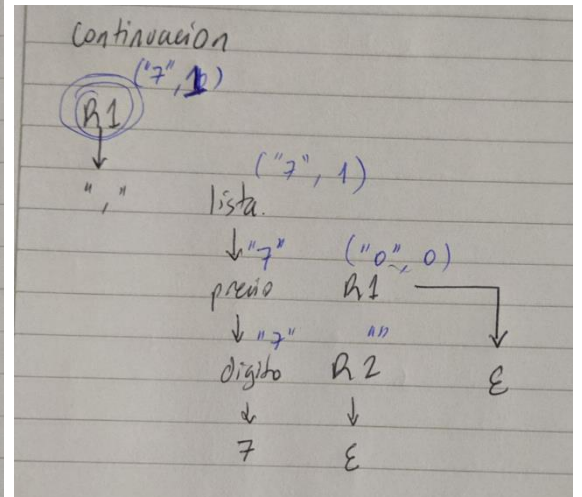 continuacion
("7", 1)
R1
("7", 1)
"," lista.
"7" ("0", 0)
precio R1
"7" ""
digito R2 ε
7 ε